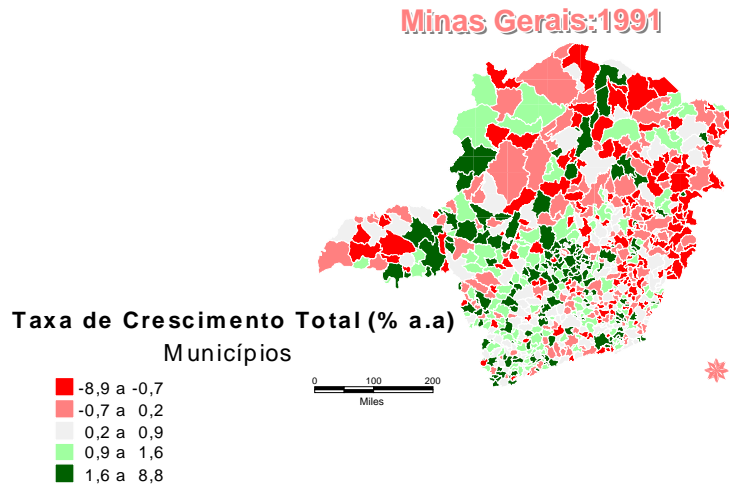 Minas Gerais:1991
Taxa de Crescimento Total (% a.a)
Municípios
-8,9 a -0,7
-0,7 a 0,2
0,2 a 0,9
0,9 a 1,6
1,6 a 8,8
0 100 200
Miles